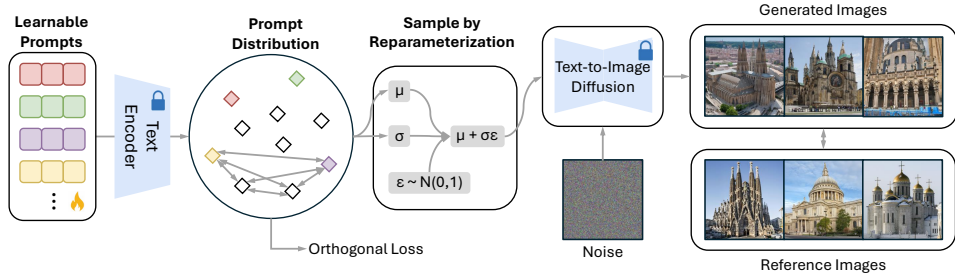 Learnable
Prompts
Text
Encoder
Prompt
Distribution
Orthogonal Loss
Sample by
Reparameterization
μ
σ
ε ~ N(0,1)
μ + σε
Text-to-Image
Diffusion
Noise
Generated Images
Reference Images